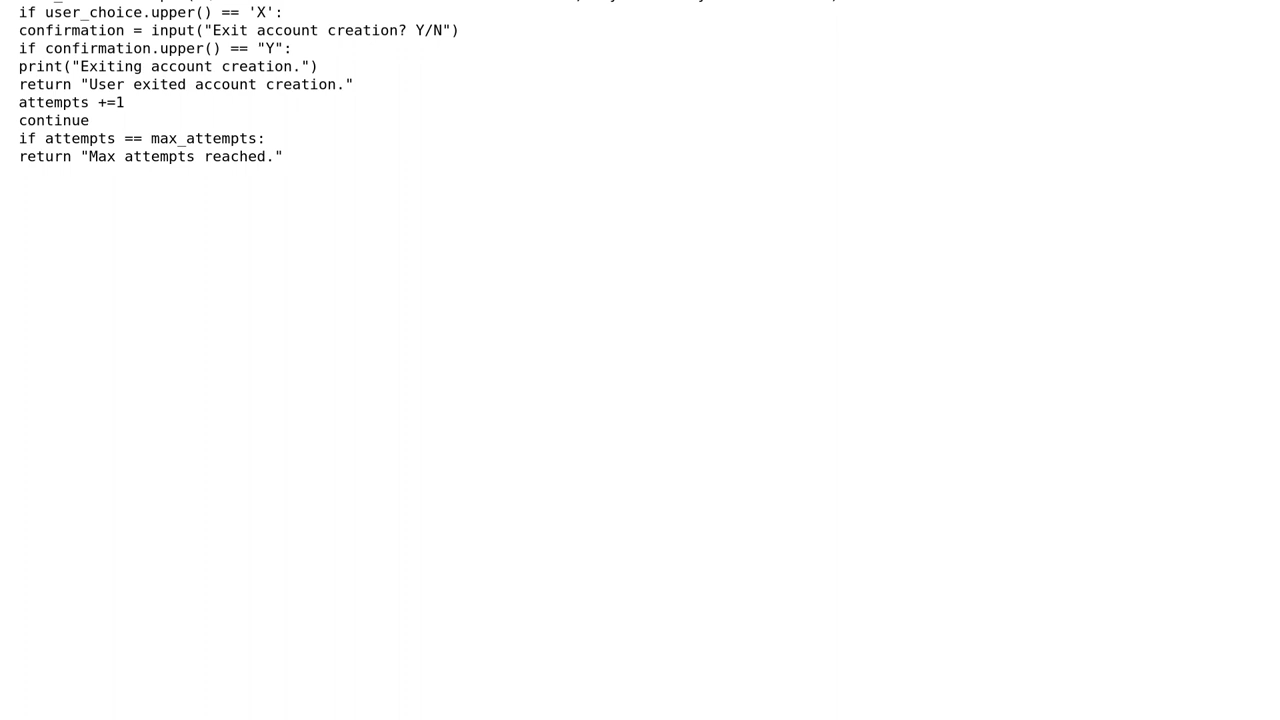 if user_choice.upper() == 'X':
confirmation = input("Exit account creation? Y/N")
if confirmation.upper() == "Y":
print("Exiting account creation.")
return "User exited account creation."
attempts +=1
continue
if attempts == max_attempts:
return "Max attempts reached."